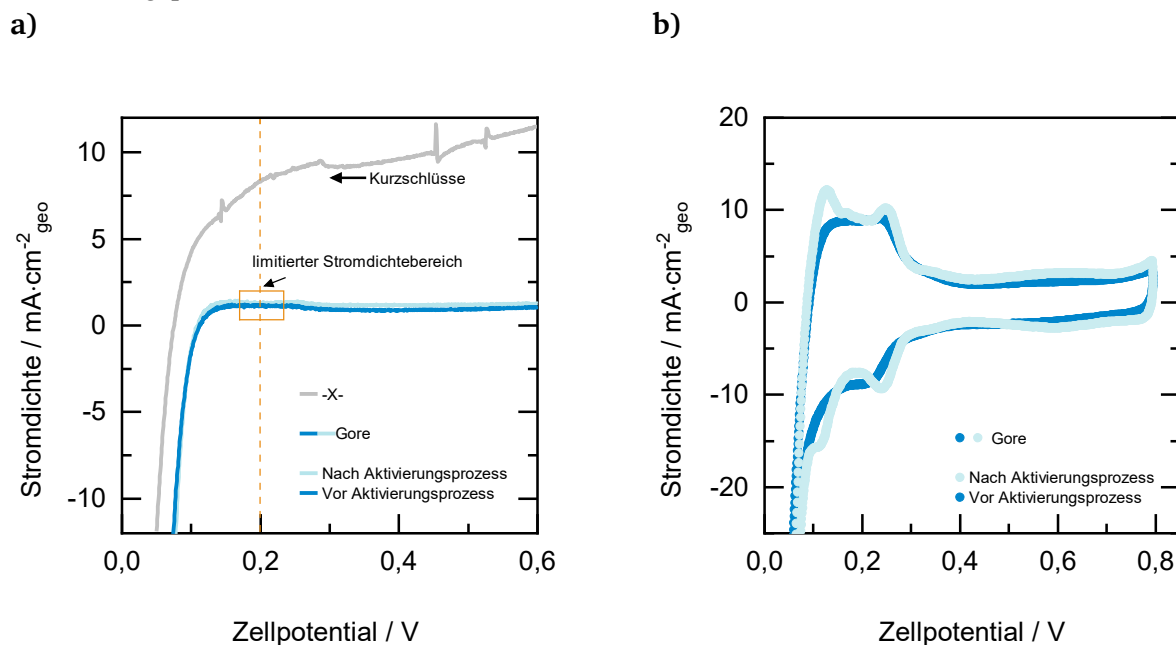 a)
10
5
0
-5
-10
Stromdichte / mA·cm⁻²geo
Kurzschlüsse
limitierter Stromdichtebereich
-X-
Gore
Nach Aktivierungsprozess
Vor Aktivierungsprozess
0,0 0,2 0,4 0,6
Zellpotential / V
b)
20
10
0
-10
-20
Stromdichte / mA·cm⁻²geo
Gore
Nach Aktivierungsprozess
Vor Aktivierungsprozess
0,0 0,2 0,4 0,6 0,8
Zellpotential / V